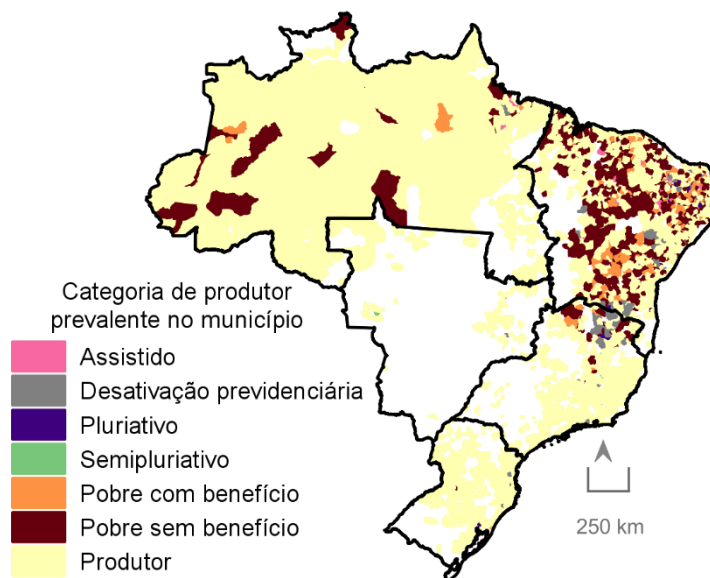 Categoria de produtor
prevalente no município
Assistido
Desativação previdenciária
Pluriativo
Semipluriativo
Pobre com benefício
Pobre sem benefício
Produtor
250 km